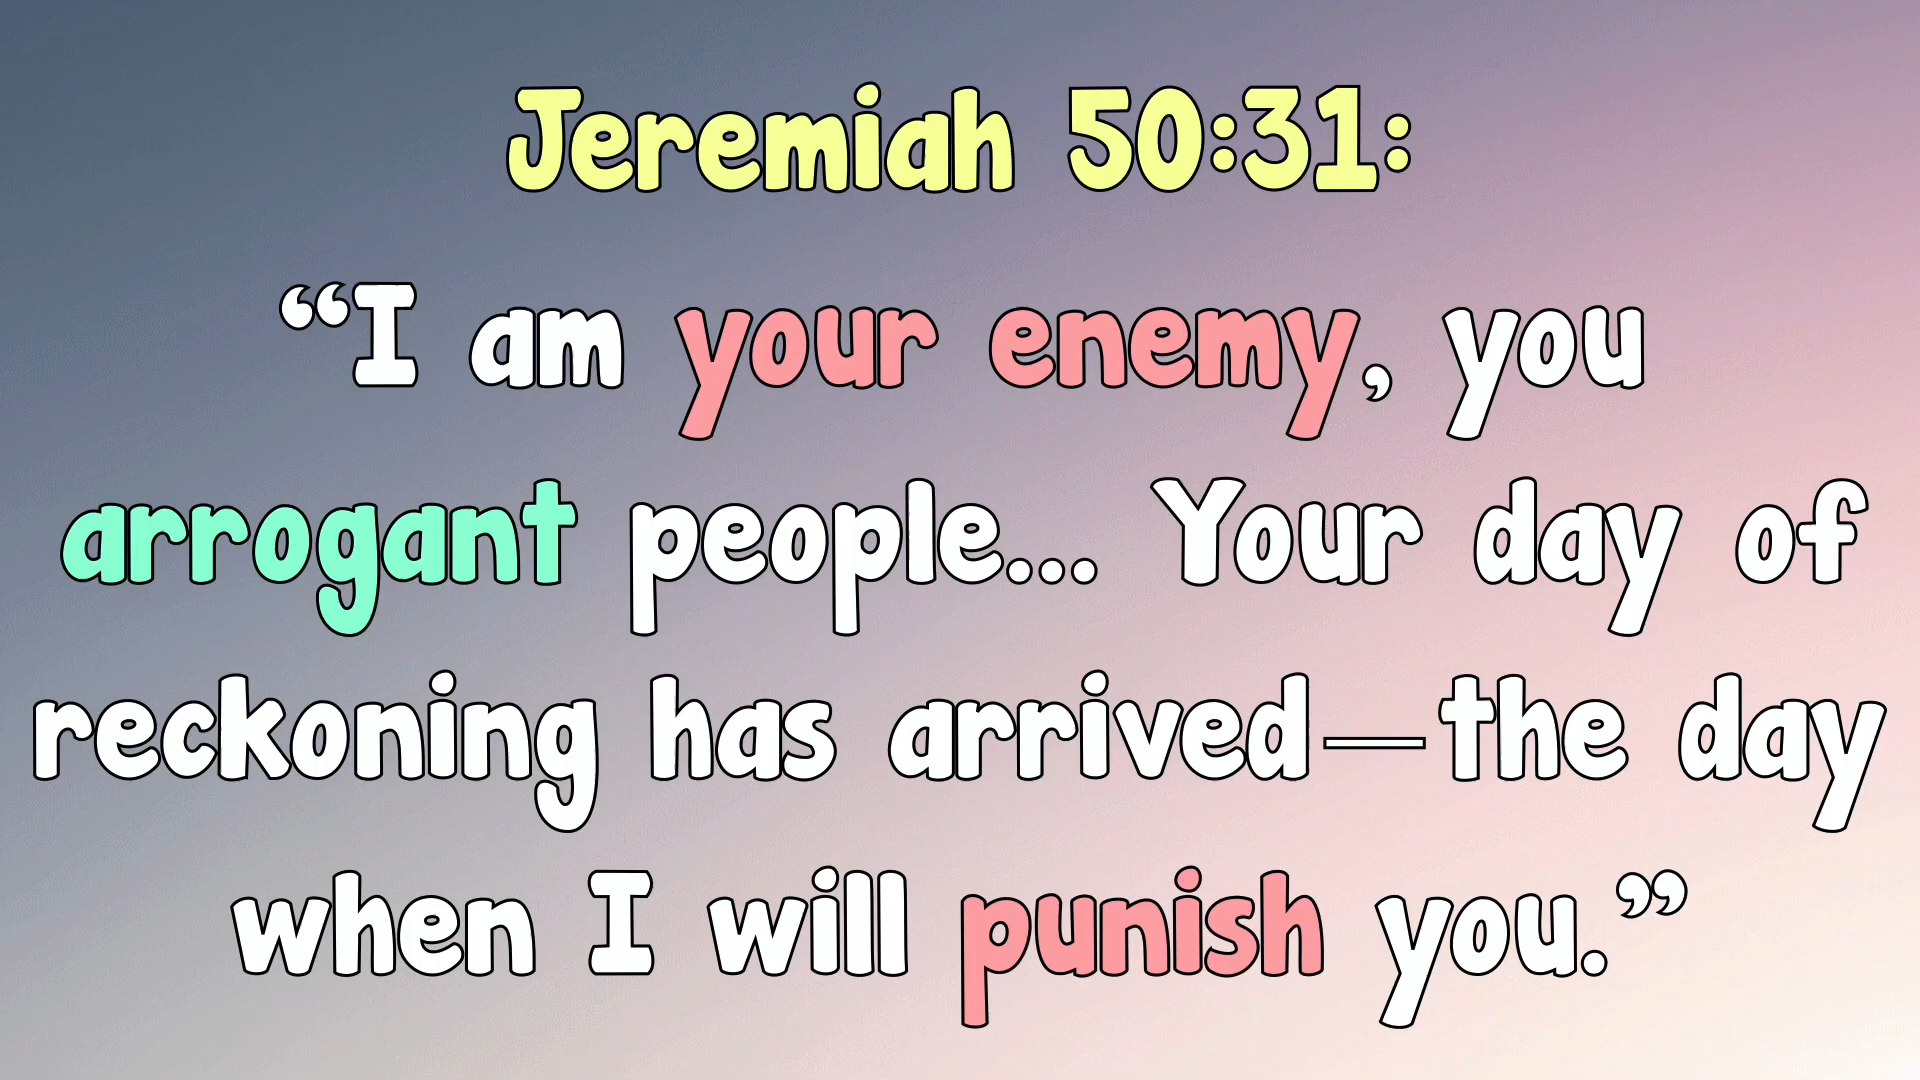 Jeremiah 50:31:
“I am your enemy, you
arrogant people... Your day of
reckoning has arrived—the day
when I will punish you.”